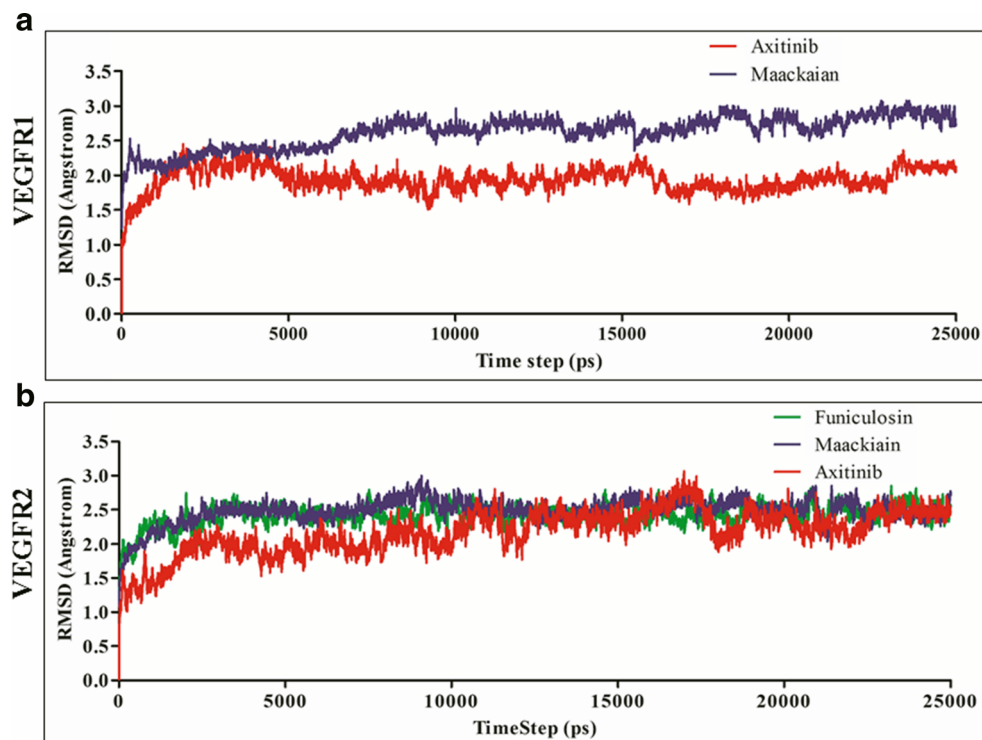 a
VEGFR1
RMSD (Angstrom)
Axitinib
Maackaian
3.5
3.0
2.5
2.0
1.5
1.0
0.5
0.0
0 5000 10000 15000 20000 25000
Time step (ps)
b
VEGFR2
RMSD (Angstrom)
Funiculosin
Maackiain
Axitinib
3.5
3.0
2.5
2.0
1.5
1.0
0.5
0.0
0 5000 10000 15000 20000 25000
TimeStep (ps)